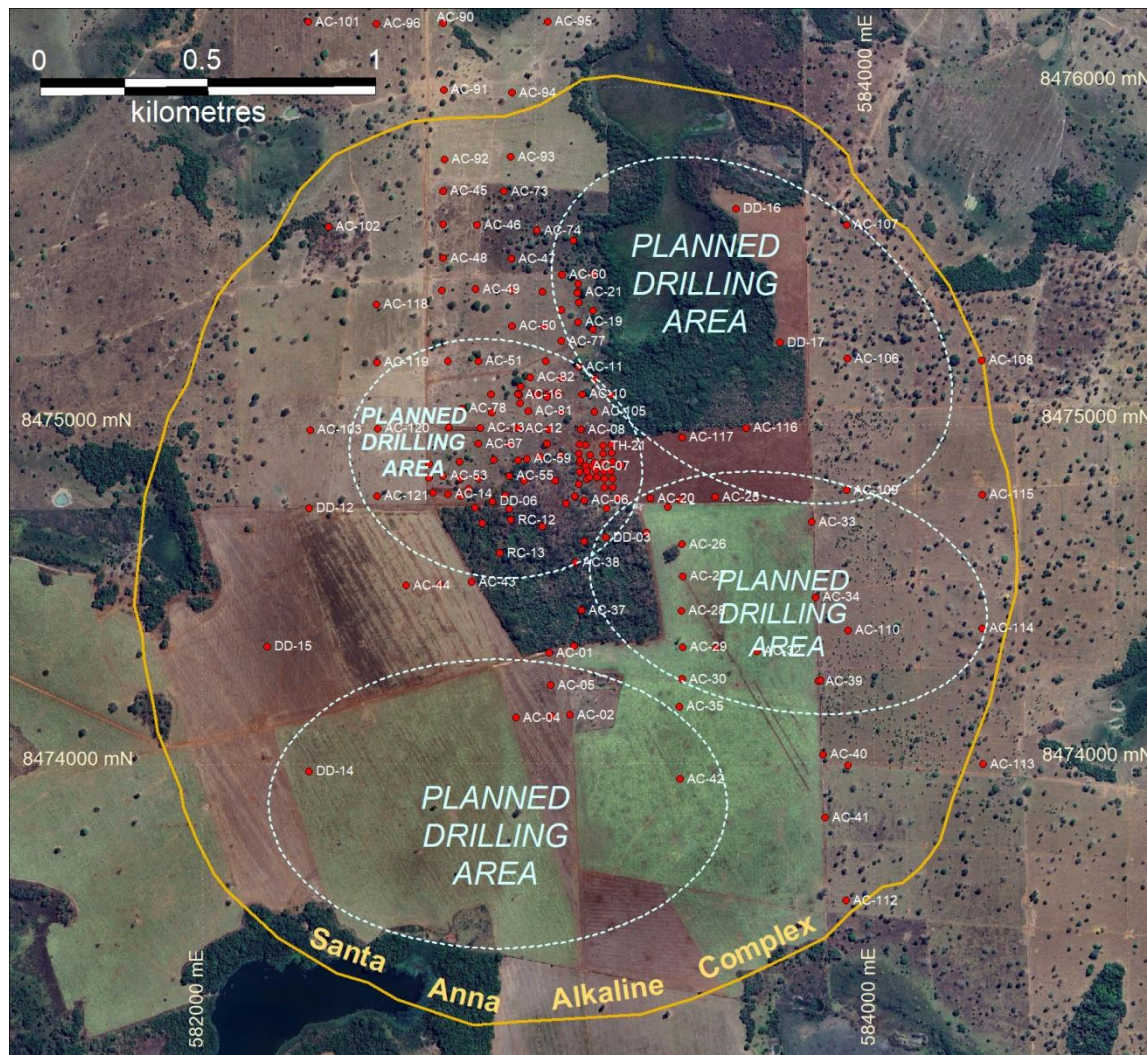 AC-101
AC-96
AC-90
AC-95
0 0.5 1
kilometres
584000 mE
8476000 mN
AC-91
AC-94
AC-92
AC-93
AC-45
AC-73
DD-16
AC-102
AC-46
AC-74
AC-107
PLANNED
DRILLING
AREA
AC-48
AC-47
AC-60
AC-49
AC-21
AC-118
AC-50
AC-19
AC-77
DD-17
AC-119
AC-51
AC-11
AC-106
AC-108
AC-82
AC-16
AC-10
8475000 mN
PLANNED
DRILLING
AREA
AC-78
AC-81
AC-105
8475000 mN
AC-103
AC-120
AC-13
AC-12
AC-08
AC-116
AC-117
AC-67
TH-21
AC-59
AC-07
AC-53
AC-55
AC-121
AC-14
DD-06
AC-06
AC-20
AC-25
AC-109
AC-115
DD-12
RC-12
AC-33
DD-03
AC-26
RC-13
AC-38
AC-44
AC-43
PLANNED
DRILLING
AREA
AC-34
AC-37
AC-28
AC-110
AC-114
DD-15
AC-01
AC-29
AC-05
AC-30
AC-39
AC-04
AC-02
AC-35
8474000 mN
AC-40
8474000 mN
DD-14
AC-42
AC-113
PLANNED
DRILLING
AREA
AC-41
AC-112
582000 mE
584000 mE
Santa Anna Alkaline Complex